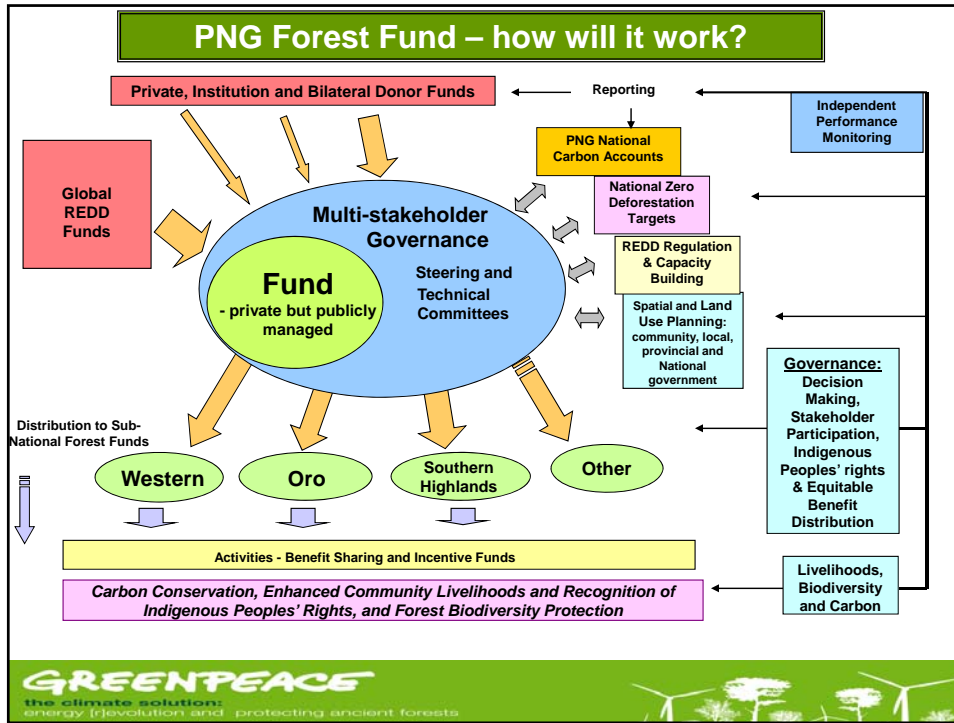 PNG Forest Fund – how will it work?
Private, Institution and Bilateral Donor Funds
Reporting
Independent
Performance
Monitoring
PNG National
Carbon Accounts
Global
REDD
Funds
National Zero
Deforestation
Targets
Multi-stakeholder
Governance
REDD Regulation
& Capacity
Building
Fund
- private but publicly
managed
Steering and
Technical
Committees
Spatial and Land
Use Planning:
community, local,
provincial and
National
government
Governance:
Decision
Making,
Stakeholder
Participation,
Indigenous
Peoples' rights
& Equitable
Benefit
Distribution
Distribution to Sub-
National Forest Funds
Western
Oro
Southern
Highlands
Other
Activities - Benefit Sharing and Incentive Funds
Carbon Conservation, Enhanced Community Livelihoods and Recognition of
Indigenous Peoples' Rights, and Forest Biodiversity Protection
Livelihoods,
Biodiversity
and Carbon
GREENPEACE
the climate solution:
energy [r]evolution and protecting ancient forests